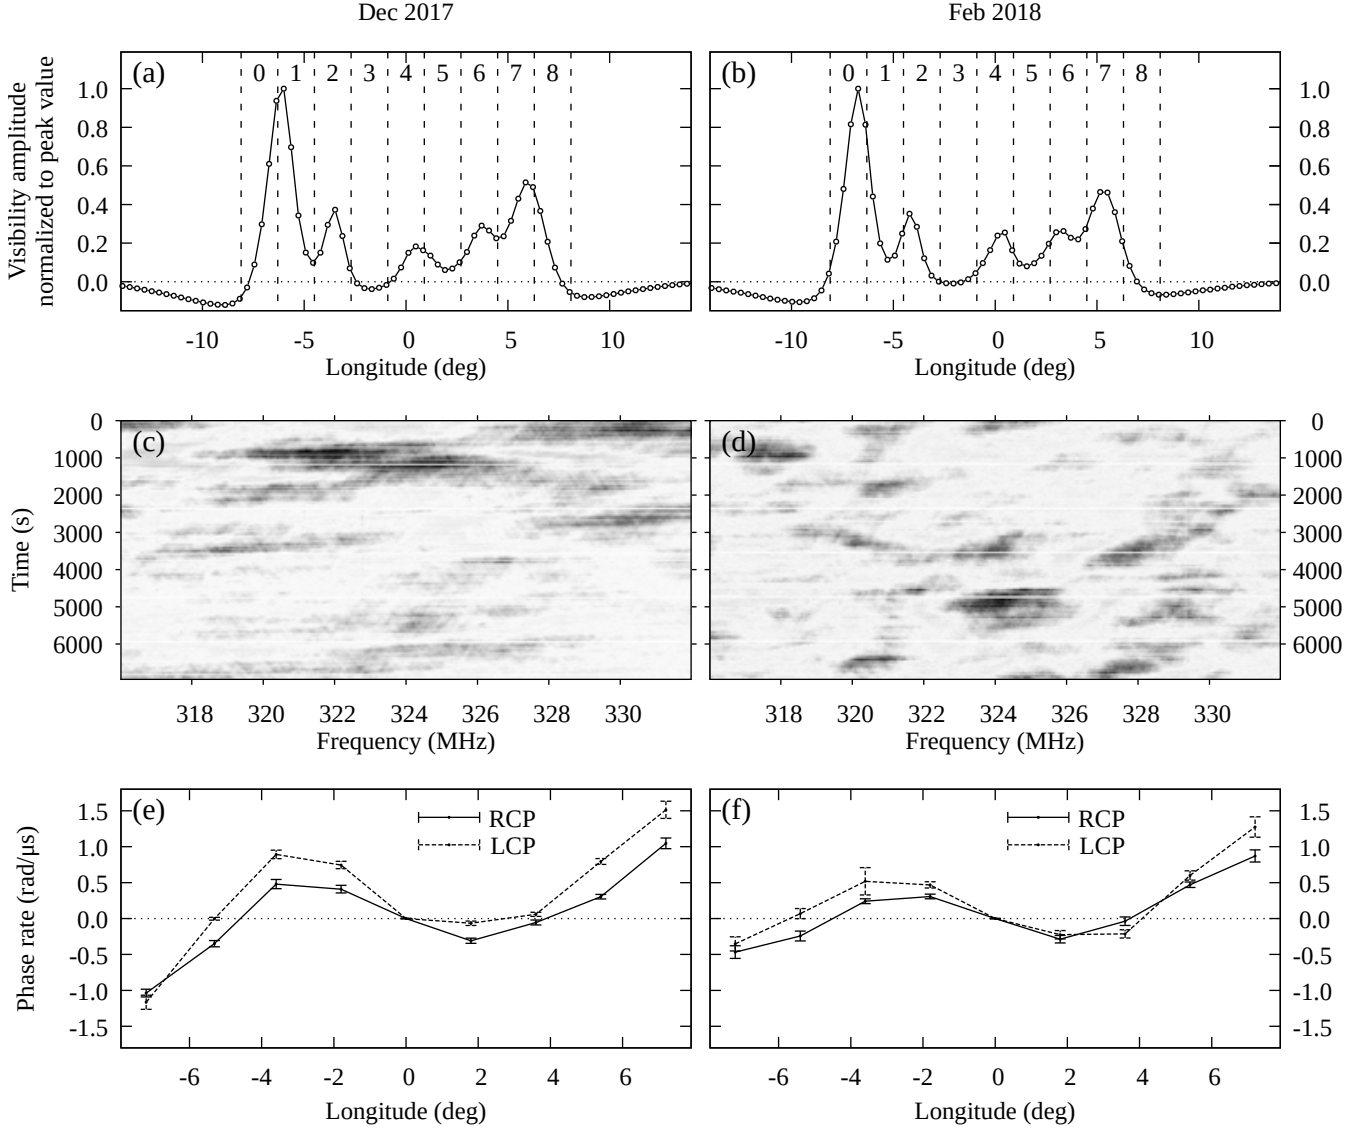 Dec 2017
Feb 2018
Visibility amplitude
normalized to peak value
(a)
0 1 2 3 4 5 6 7 8
1.0
0.8
0.6
0.4
0.2
0.0
-10 -5 0 5 10
Longitude (deg)
(b)
0 1 2 3 4 5 6 7 8
1.0
0.8
0.6
0.4
0.2
0.0
-10 -5 0 5 10
Longitude (deg)
Time (s)
(c)
0
1000
2000
3000
4000
5000
6000
318 320 322 324 326 328 330
Frequency (MHz)
(d)
0
1000
2000
3000
4000
5000
6000
318 320 322 324 326 328 330
Frequency (MHz)
Phase rate (rad/μs)
(e)
RCP
LCP
1.5
1.0
0.5
0.0
-0.5
-1.0
-1.5
-6 -4 -2 0 2 4 6
Longitude (deg)
(f)
RCP
LCP
1.5
1.0
0.5
0.0
-0.5
-1.0
-1.5
-6 -4 -2 0 2 4 6
Longitude (deg)